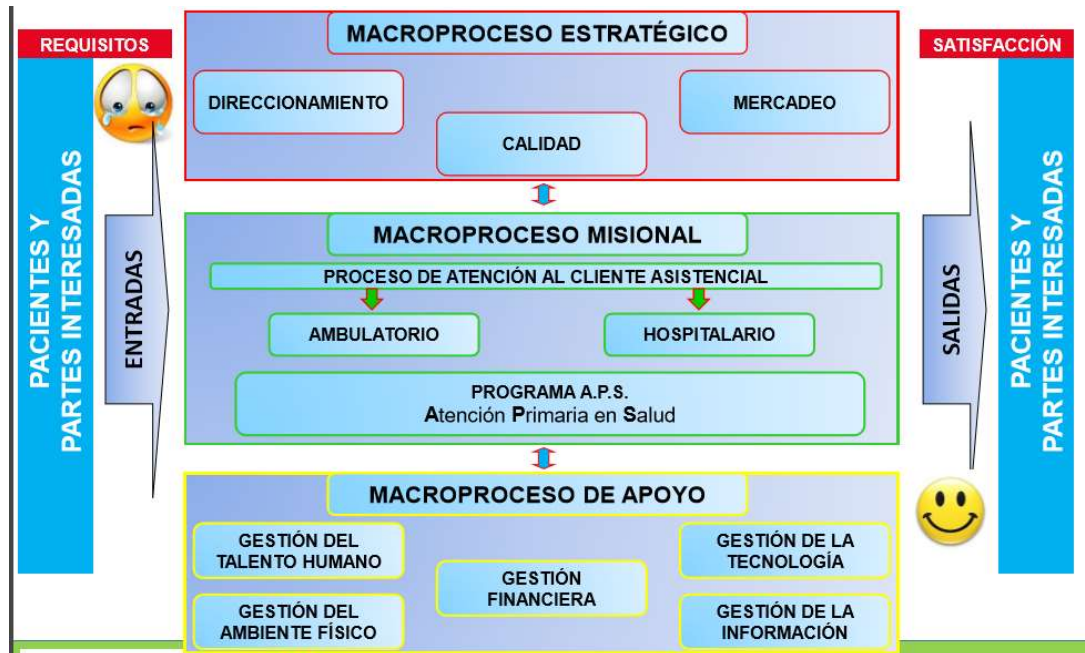 REQUISITOS
PACIENTES Y
PARTES INTERESADAS
ENTRADAS
MACROPROCESO ESTRATÉGICO
DIRECCIONAMIENTO
CALIDAD
MERCADEO
MACROPROCESO MISIONAL
PROCESO DE ATENCIÓN AL CLIENTE ASISTENCIAL
AMBULATORIO
HOSPITALARIO
PROGRAMA A.P.S.
Atención Primaria en Salud
MACROPROCESO DE APOYO
GESTIÓN DEL
TALENTO HUMANO
GESTIÓN DEL
AMBIENTE FÍSICO
GESTIÓN
FINANCIERA
GESTIÓN DE LA
TECNOLOGÍA
GESTIÓN DE LA
INFORMACIÓN
SALIDAS
SATISFACCIÓN
PACIENTES Y
PARTES INTERESADAS